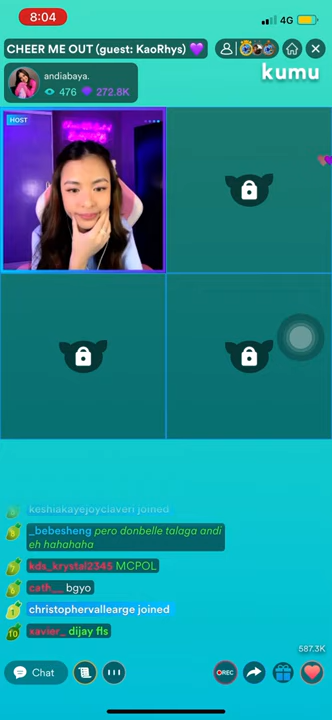 8:04
4G
CHEER ME OUT (guest: KaoRhys) 💜
andiabaya.
476 272.8K
kumu
HOST
keshiakayejoyclaveri joined
_bebesheng pero donbelle talaga andi
eh hahahaha
kds_krystal2345 MCPOL
cath__ bgyo
christophervallearge joined
xavier_ dijay fls
587.3K
Chat
REC